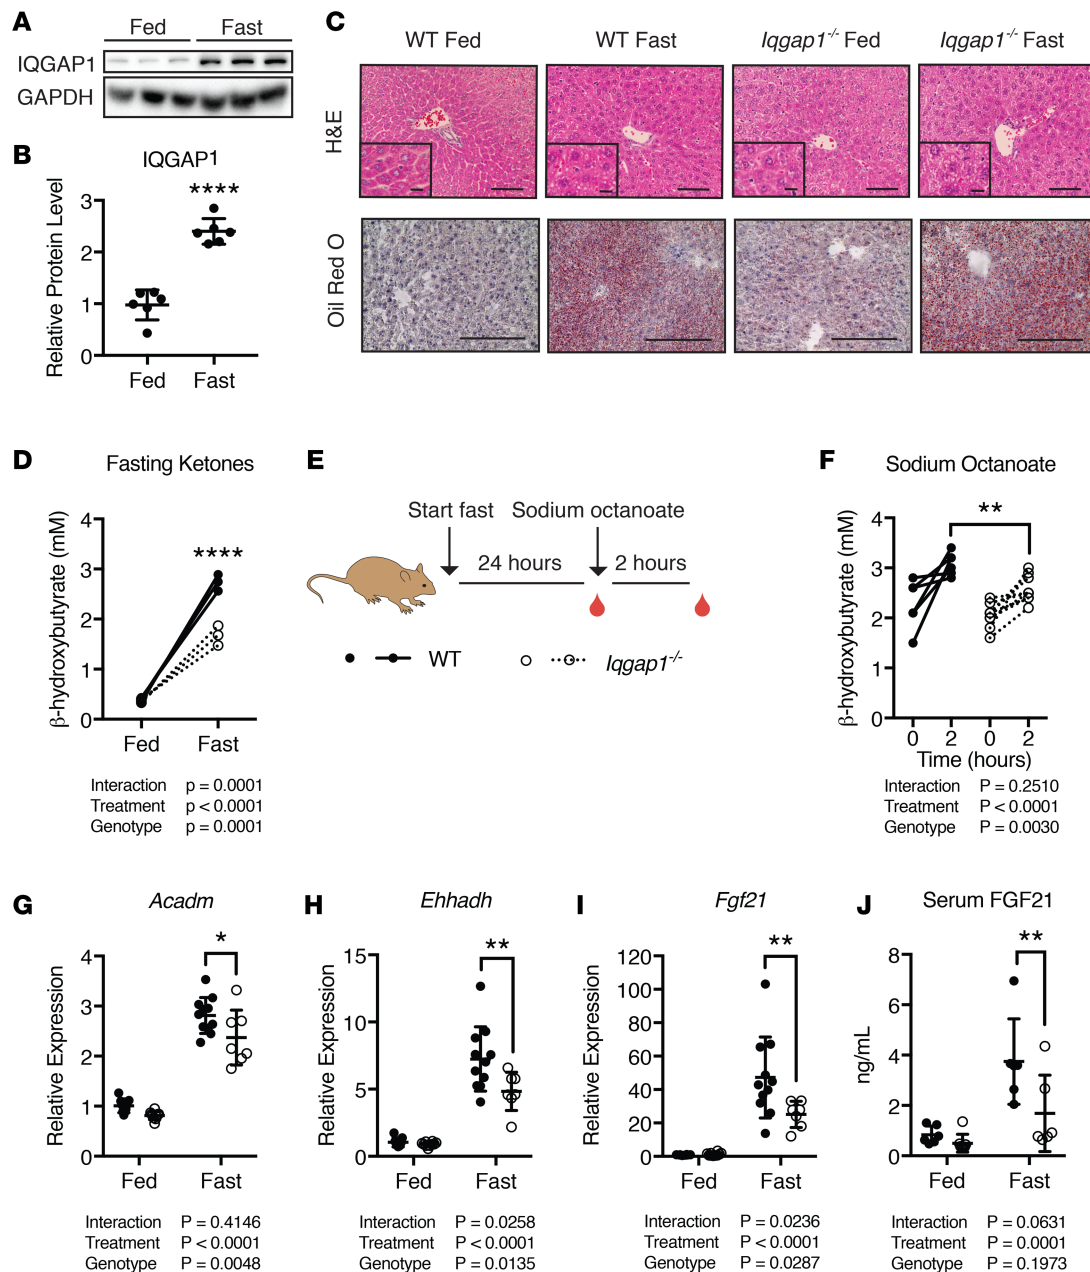 A
Fed Fast
IQGAP1
GAPDH
B
IQGAP1
****
Relative Protein Level
3
2
1
0
Fed Fast
C
WT Fed WT Fast Iqgap1-/- Fed Iqgap1-/- Fast
H&E
Oil Red O
D
Fasting Ketones
β-hydroxybutyrate (mM)
4
3
2
1
0
****
Fed Fast
Interaction p = 0.0001
Treatment p < 0.0001
Genotype p = 0.0001
E
Start fast Sodium octanoate
24 hours 2 hours
WT Iqgap1-/-
F
Sodium Octanoate
**
β-hydroxybutyrate (mM)
4
3
2
1
0
0 2 0 2
Time (hours)
Interaction P = 0.2510
Treatment P < 0.0001
Genotype P = 0.0030
G
Acadm
*
Relative Expression
4
3
2
1
0
Fed Fast
Interaction P = 0.4146
Treatment P < 0.0001
Genotype P = 0.0048
H
Ehhadh
**
Relative Expression
15
10
5
0
Fed Fast
Interaction P = 0.0258
Treatment P < 0.0001
Genotype P = 0.0135
I
Fgf21
**
Relative Expression
120
100
80
60
40
20
0
Fed Fast
Interaction P = 0.0236
Treatment P < 0.0001
Genotype P = 0.0287
J
Serum FGF21
**
ng/mL
8
6
4
2
0
Fed Fast
Interaction P = 0.0631
Treatment P = 0.0001
Genotype P = 0.1973